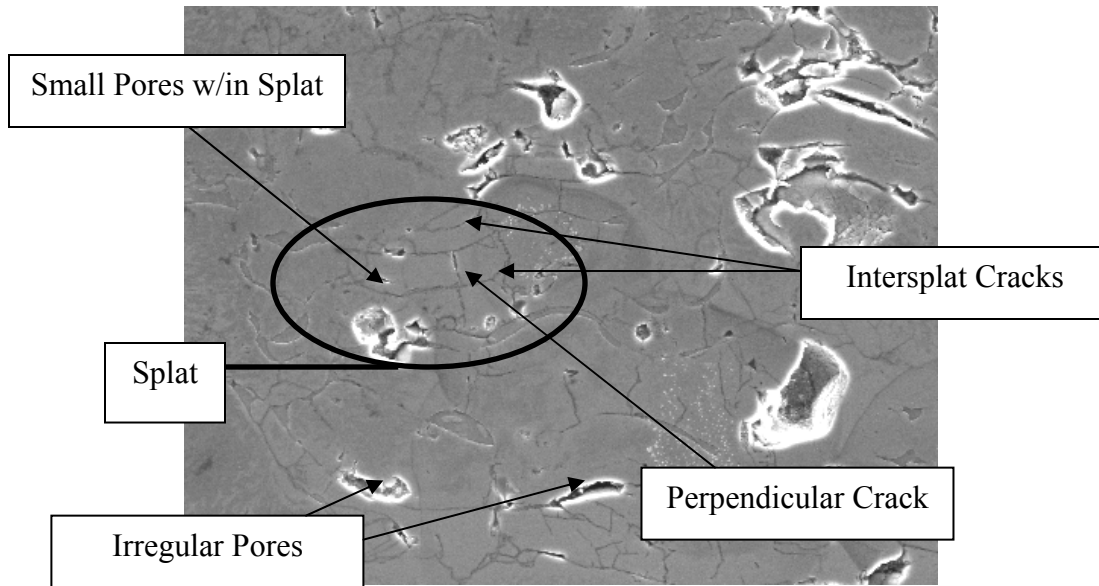 Small Pores w/in Splat
Intersplat Cracks
Splat
Perpendicular Crack
Irregular Pores